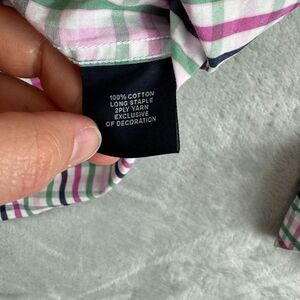 100% COTTON
LONG STAPLE
2PLY YARN
EXCLUSIVE
OF DECORATION